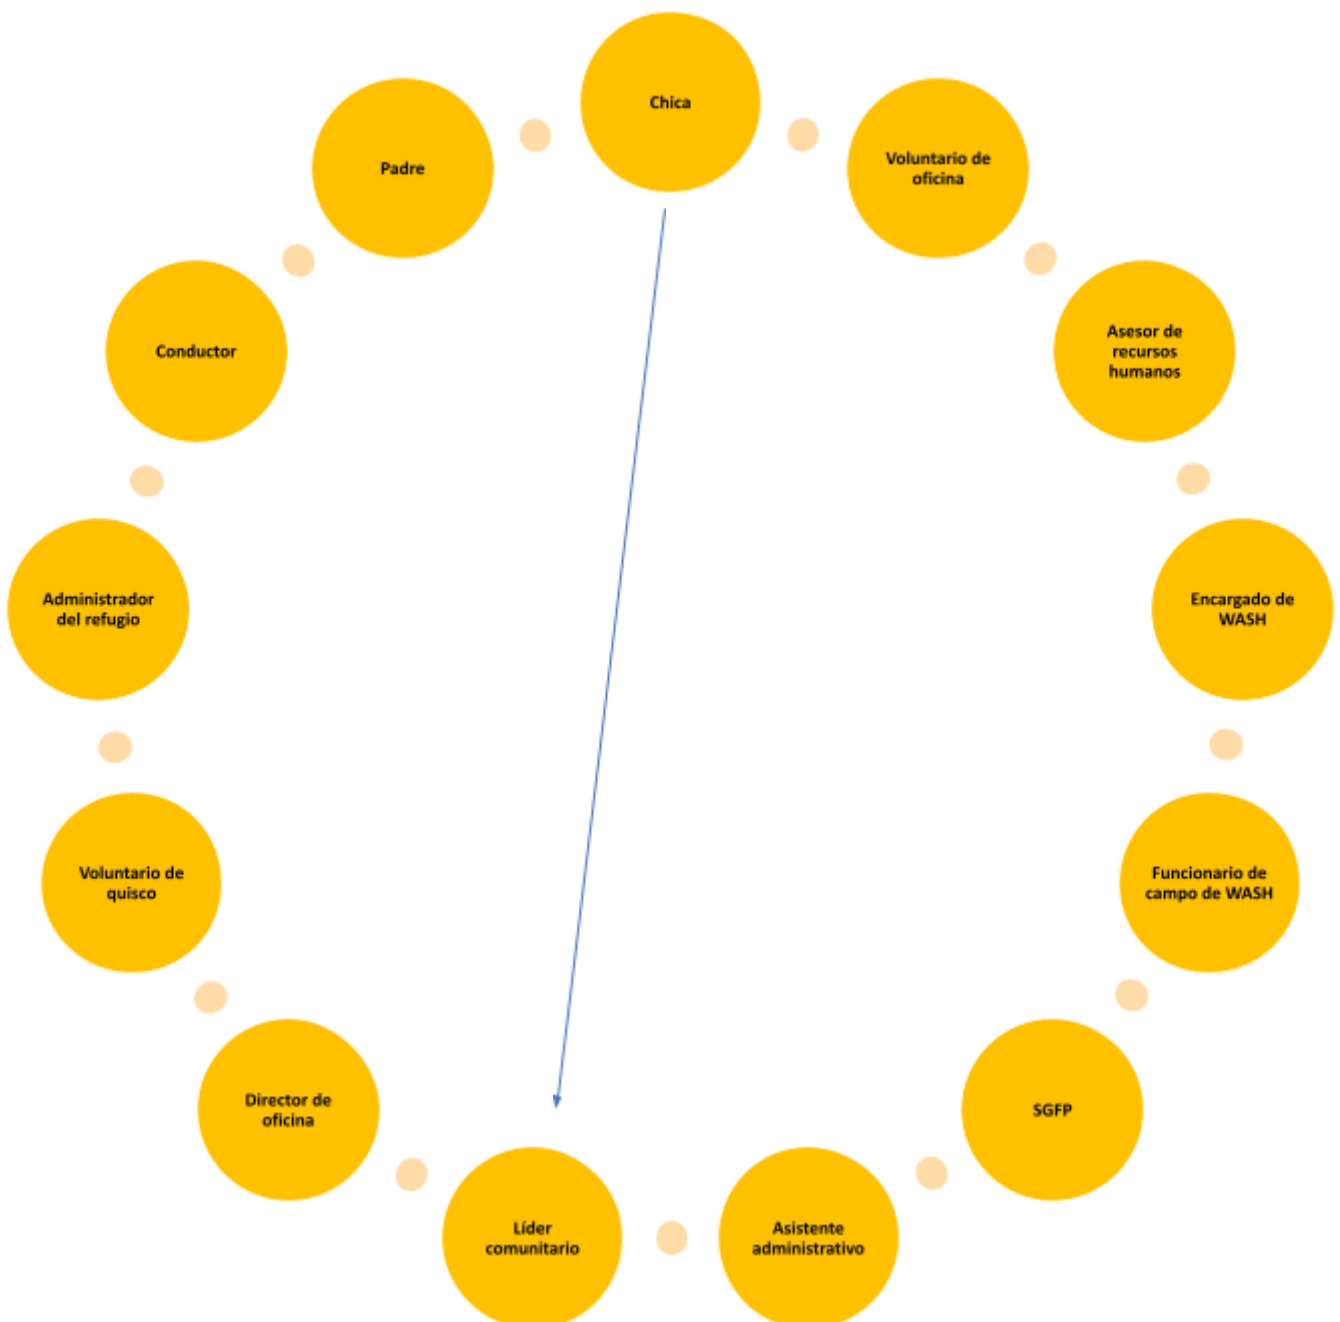 Chica
Voluntario de
oficina
Asesor de
recursos
humanos
Encargado de
WASH
Funcionario de
campo de WASH
SGFP
Asistente
administrativo
Líder
comunitario
Director de
oficina
Voluntario de
quisco
Administrador
del refugio
Conductor
Padre